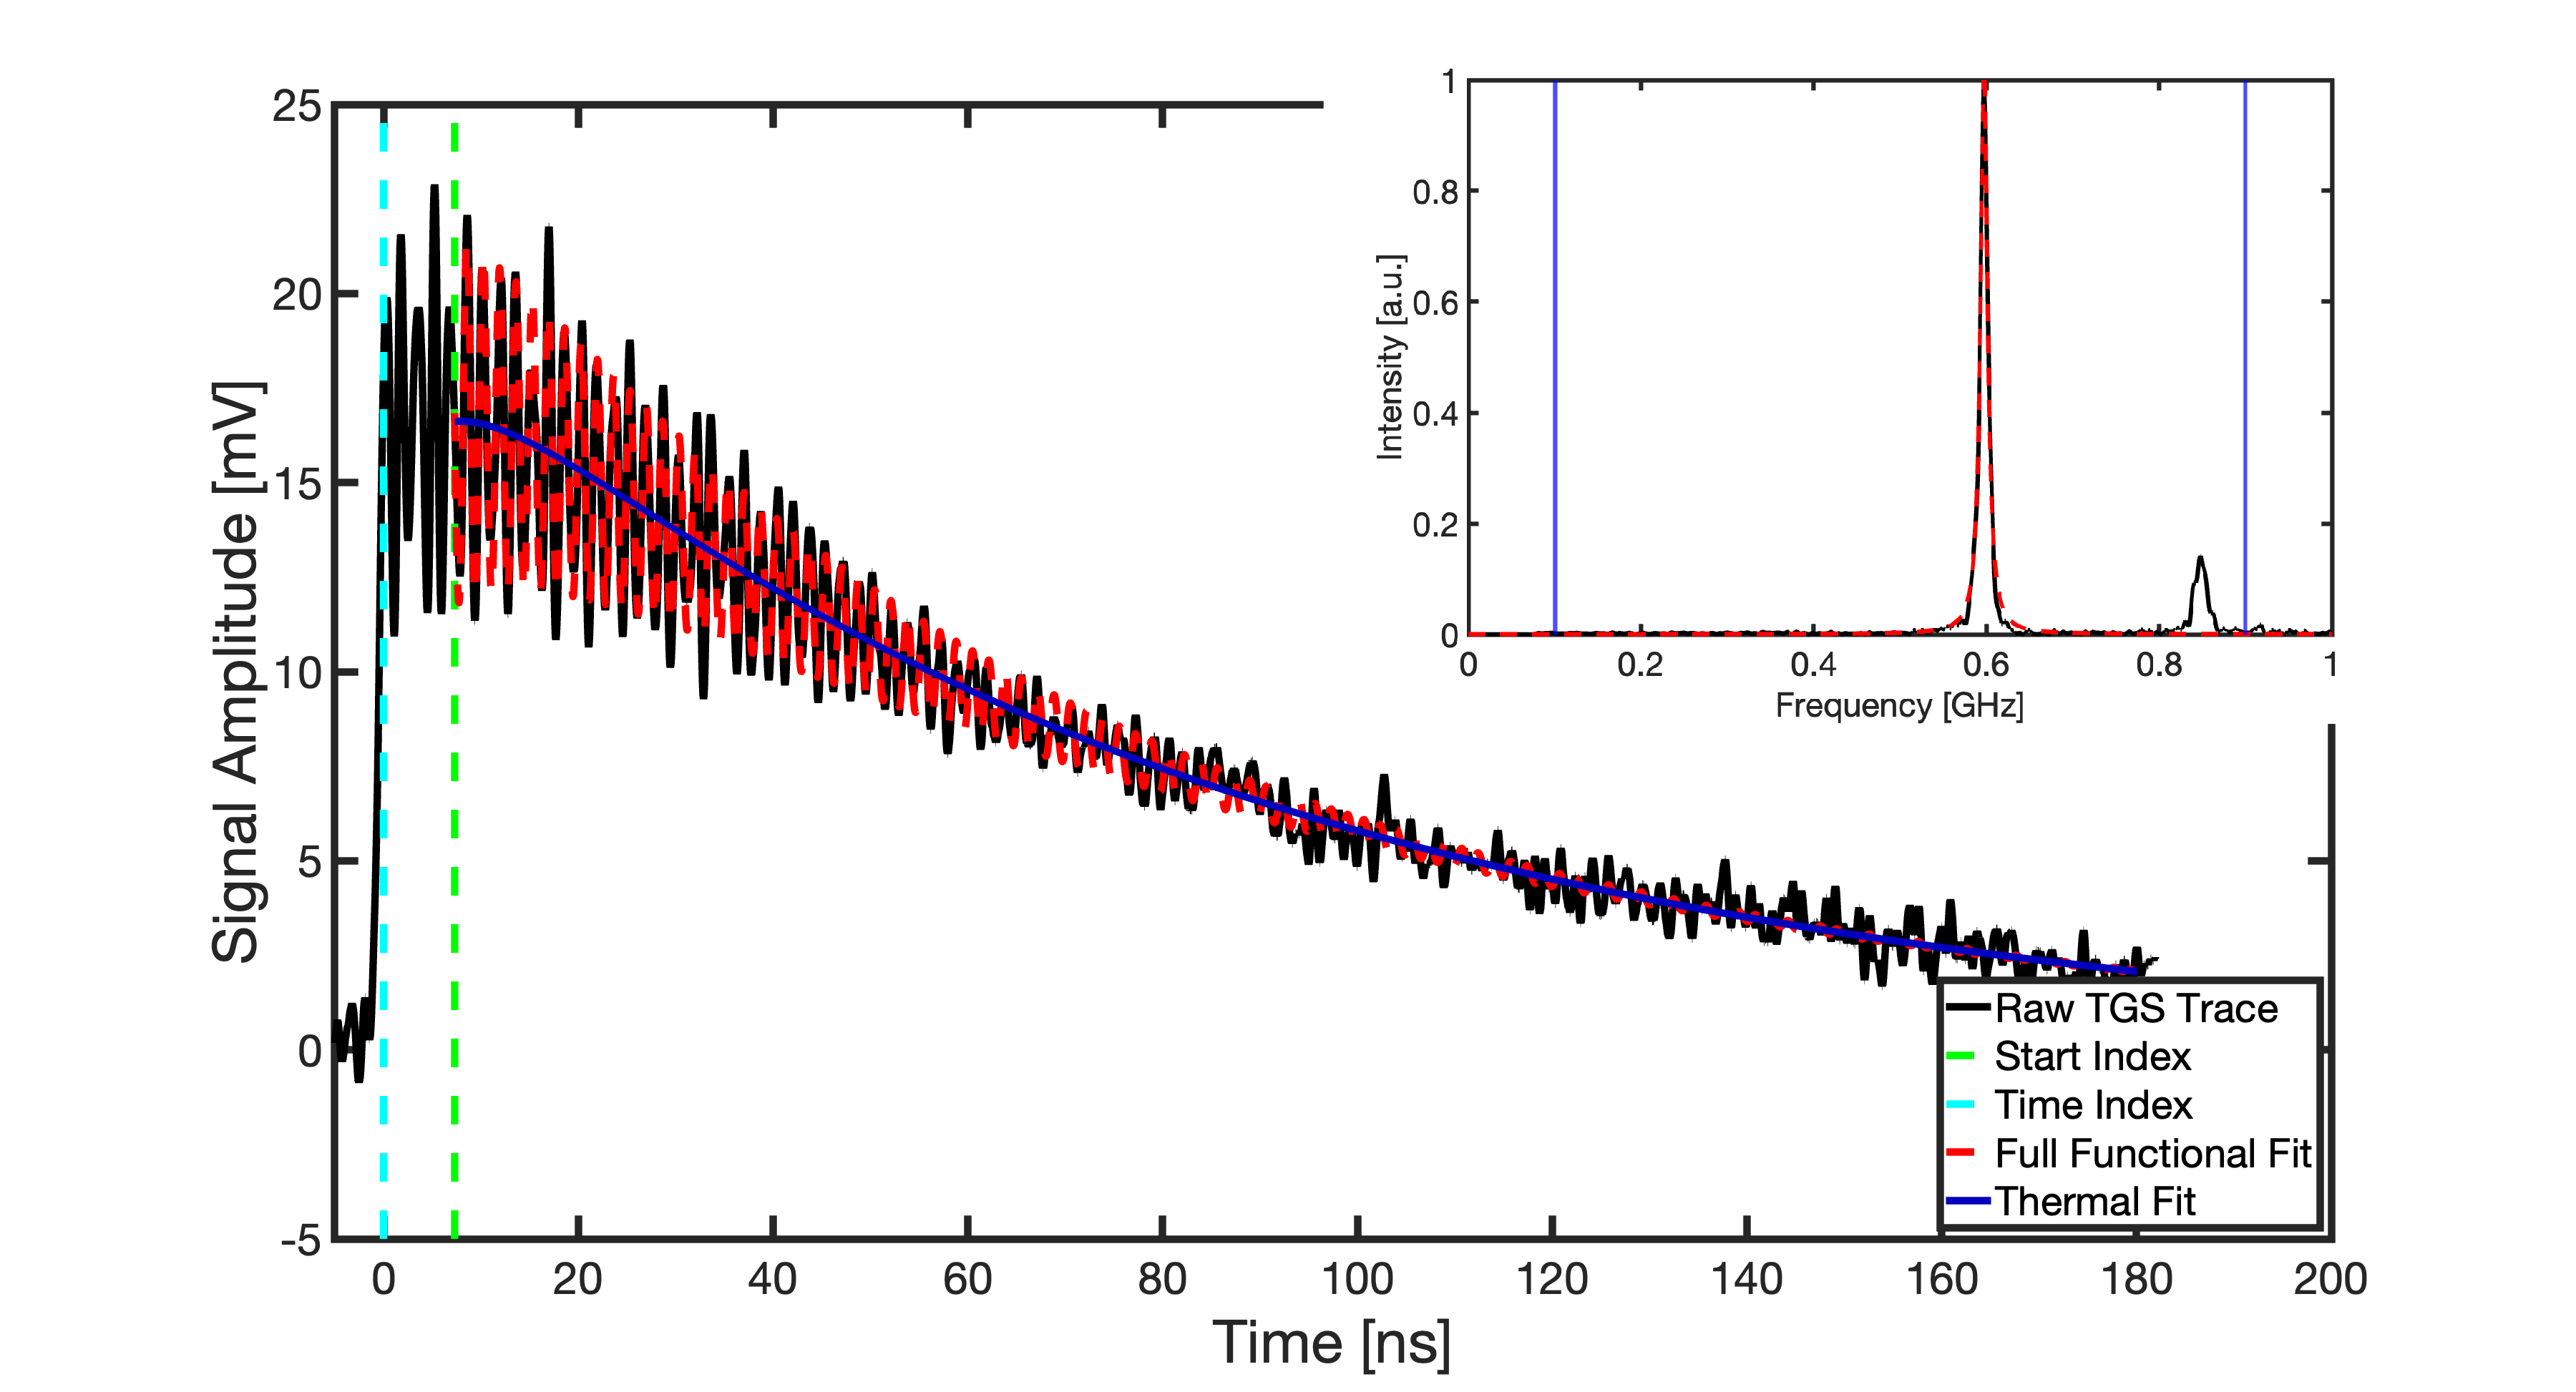 25
20
15
10
5
0
-5
Signal Amplitude [mV]
0 20 40 60 80 100 120 140 160 180 200
Time [ns]
1
0.8
0.6
0.4
0.2
0
Intensity [a.u.]
0 0.2 0.4 0.6 0.8 1
Frequency [GHz]
Raw TGS Trace
Start Index
Time Index
Full Functional Fit
Thermal Fit